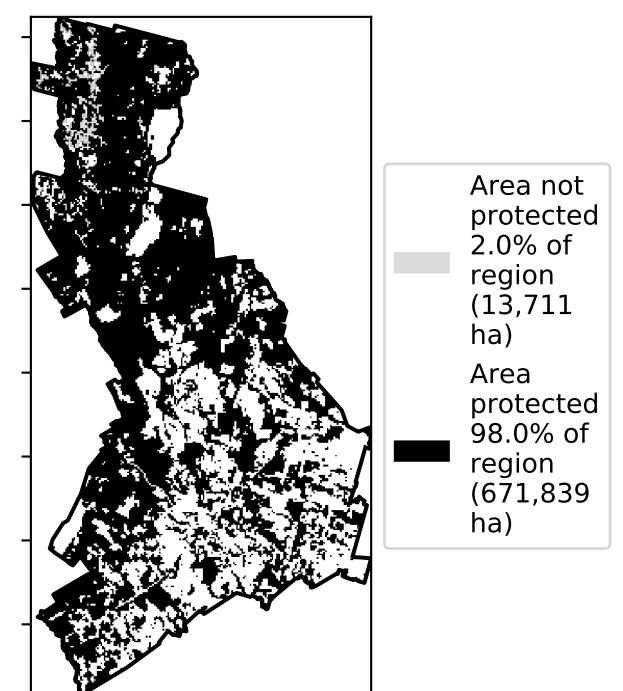 Area not
protected
2.0% of
region
(13,711
ha)
Area
protected
98.0% of
region
(671,839
ha)